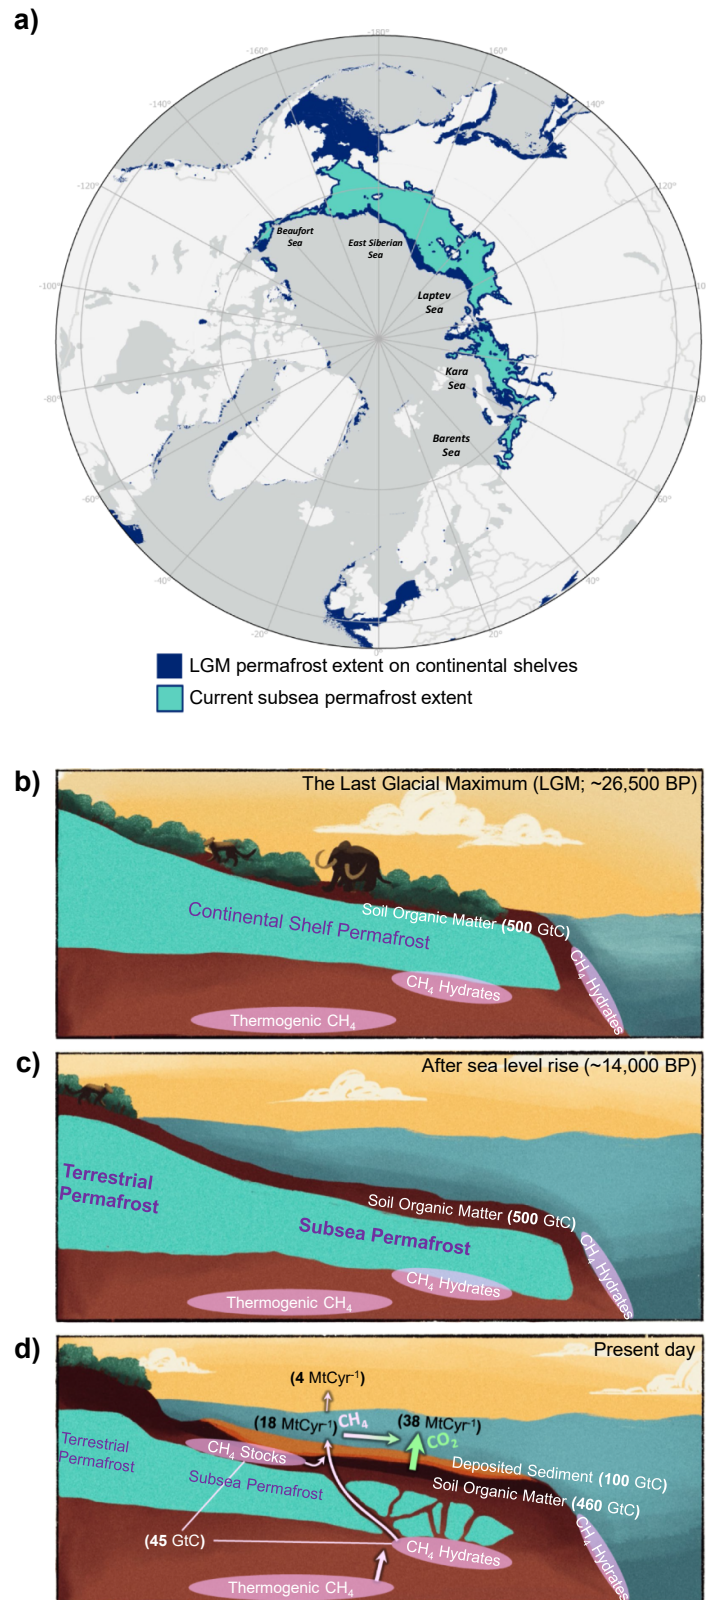 a)
-180°
-160°
160°
-140°
140°
-120°
120°
Beaufort
Sea
East Siberian
Sea
-100°
10
Laptev
Sea
Kara
Sea
-80°
80
Barents
Sea
-60°
60°
-40°
40°
-20°
20°
0°
LGM permafrost extent on continental shelves
Current subsea permafrost extent
b)
The Last Glacial Maximum (LGM; ~26,500 BP)
Soil Organic Matter (500 GtC)
Continental Shelf Permafrost
CH₄ Hydrates
CH₄ Hydrates
Thermogenic CH₄
c)
After sea level rise (~14,000 BP)
Terrestrial
Permafrost
Soil Organic Matter (500 GtC)
Subsea Permafrost
CH₄ Hydrates
CH₄ Hydrates
Thermogenic CH₄
d)
Present day
(4 MtCyr⁻¹)
(18 MtCyr⁻¹) CH₄ (38 MtCyr⁻¹)
CO₂
Terrestrial
Permafrost
CH₄ Stocks
Deposited Sediment (100 GtC)
Subsea Permafrost
Soil Organic Matter (460 GtC)
(45 GtC)
CH₄ Hydrates
CH₄ Hydrates
Thermogenic CH₄